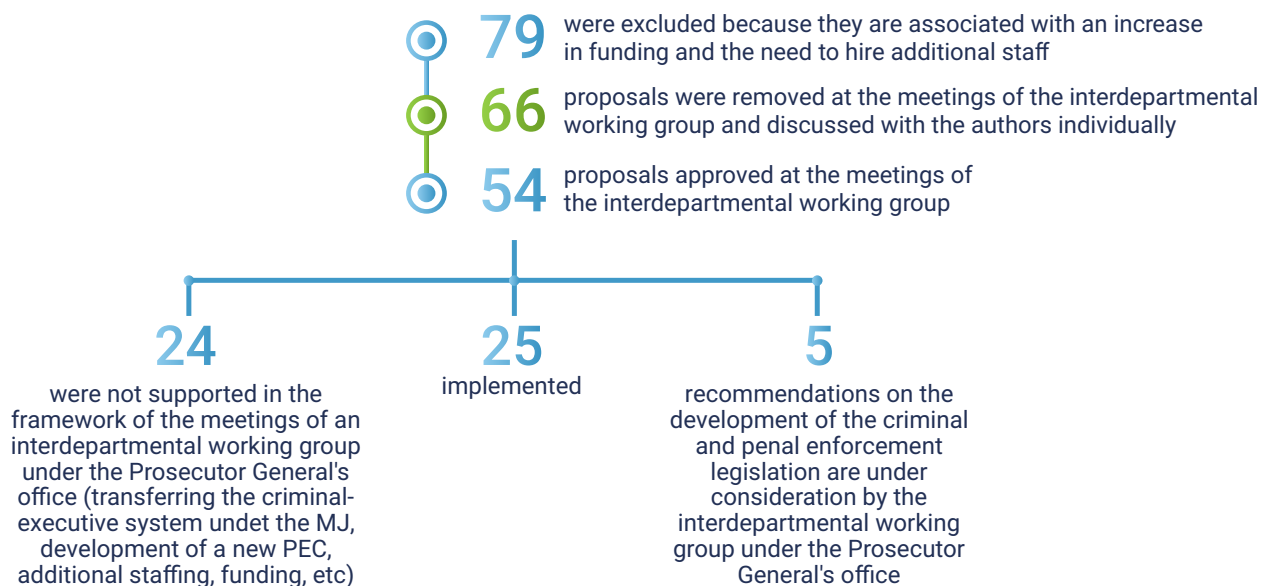 79
were excluded because they are associated with an increase
in funding and the need to hire additional staff
66
proposals were removed at the meetings of the interdepartmental
working group and discussed with the authors individually
54
proposals approved at the meetings of
the interdepartmental working group
24
were not supported in the
framework of the meetings of an
interdepartmental working group
under the Prosecutor General's
office (transferring the criminal-
executive system undet the MJ,
development of a new PEC,
additional staffing, funding, etc)
25
implemented
5
recommendations on the
development of the criminal
and penal enforcement
legislation are under
consideration by the
interdepartmental working
group under the Prosecutor
General's office